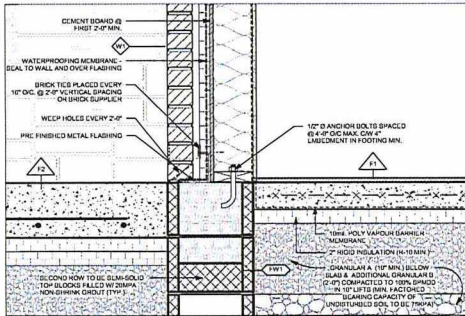 CEMENT BOARD @
FIRST 2'-0" MIN.
W1
WATERPROOFING MEMBRANE -
SEAL TO WALL AND OVER FLASHING
BRICK TIES PLACED EVERY
16" O/C. @ 2'-8" VERTICAL SPACING
OR BRICK SUPPLIER
WEEP HOLES EVERY 2'-8"
PRE FINISHED METAL FLASHING
1/2" Ø ANCHOR BOLTS SPACED
@ 4'-0" O/C MAX. C/W 4"
EMBEDMENT IN FOOTING MIN.
F2
F1
10mil. POLY VAPOUR BARRIER
MEMBRANE
2" RIGID INSULATION (R-10 MIN.)
SECOND ROW TO BE SEMI-SOLID
TOP BLOCKS FILLED W/ 20MPA
NON-SHRINK GROUT (TYP.)
FW1
GRANULAR A (10" MIN.) BELOW
SLAB & ADDITIONAL GRANULAR B
(2'-0") COMPACTED TO 100% SPMDD
IN 10" LIFTS (MIN. FACTORED
BEARING CAPACITY OF
UNDISTURBED SOIL TO BE 75KPA)